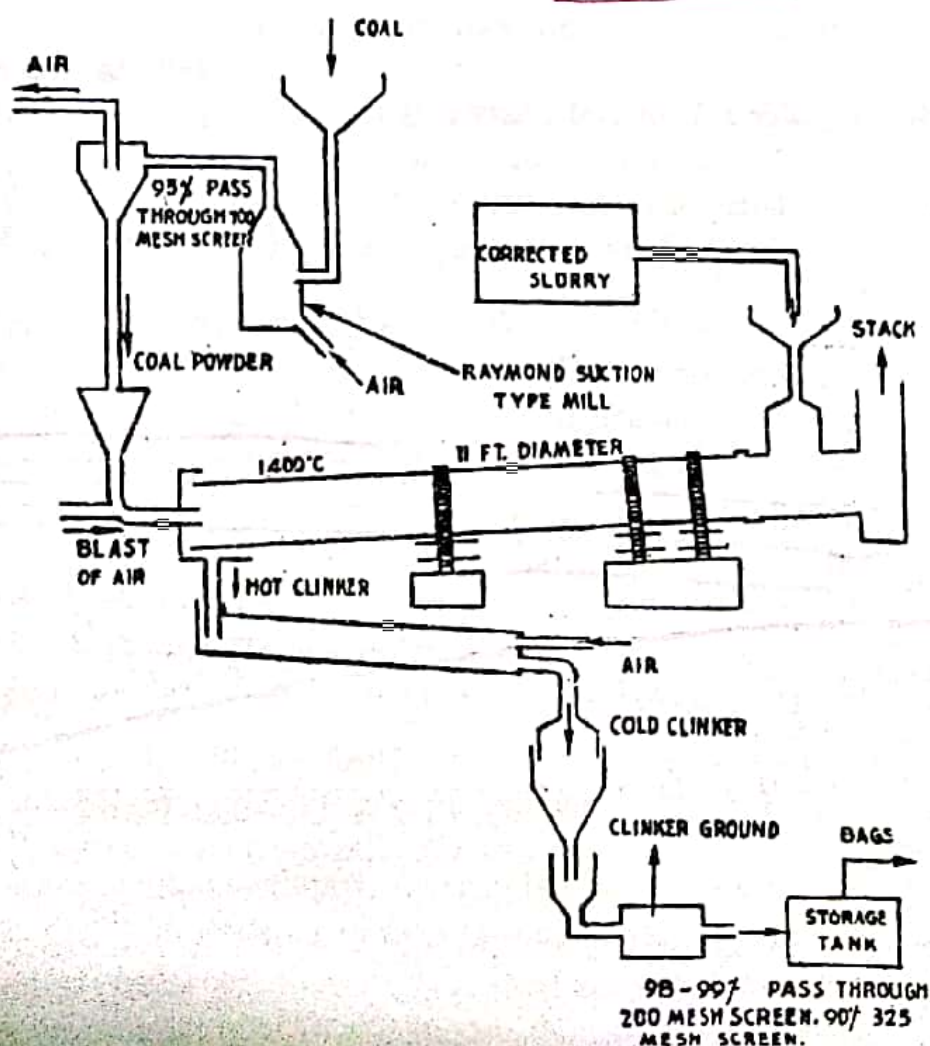 COAL
AIR
95% PASS
THROUGH 100
MESH SCREEN
CORRECTED
SLURRY
STACK
COAL POWDER
AIR
RAYMOND SUCTION
TYPE MILL
1400°C
11 FT. DIAMETER
BLAST
OF AIR
HOT CLINKER
AIR
COLD CLINKER
CLINKER GROUND
BAGS
STORAGE
TANK
98-99% PASS THROUGH
200 MESH SCREEN. 90% 325
MESH SCREEN.